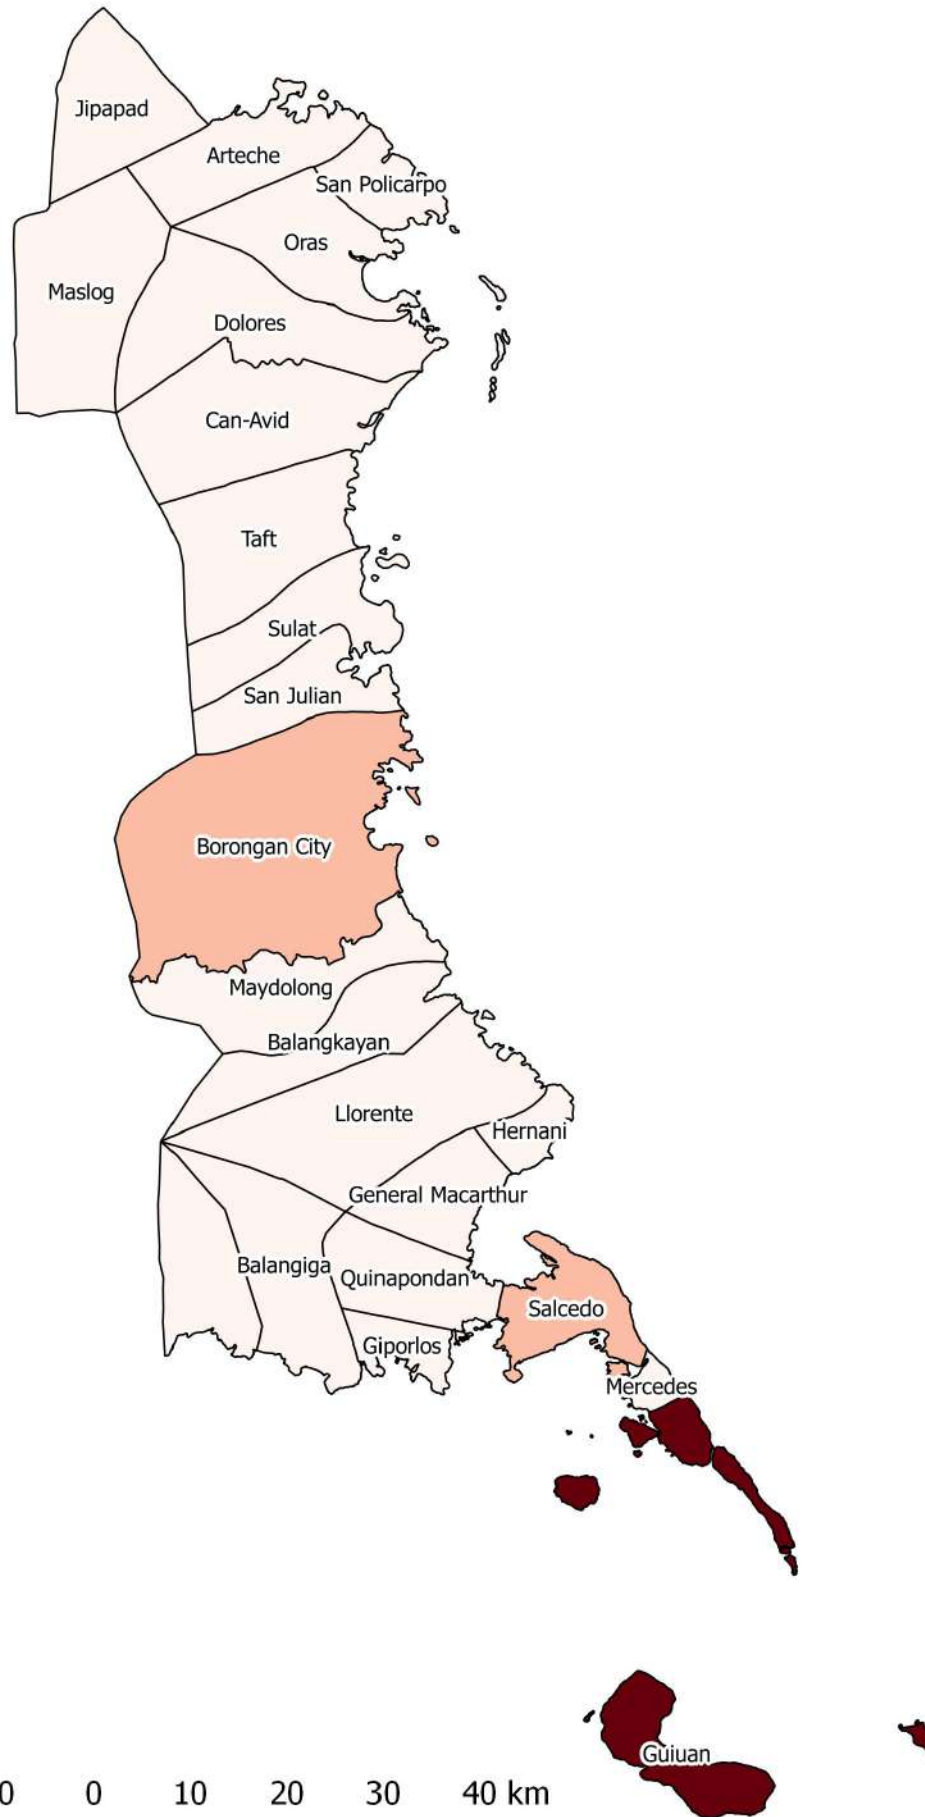 Jipapad
Arteche
San Policarpo
Oras
Maslog
Dolores
Can-Avid
Taft
Sulat
San Julian
Borongan City
Maydolong
Balangkayan
Llorente
Hernani
General Macarthur
Balangiga
Quinapondan
Salcedo
Giporlos
Mercedes
Guiuan
0 0 10 20 30 40 km